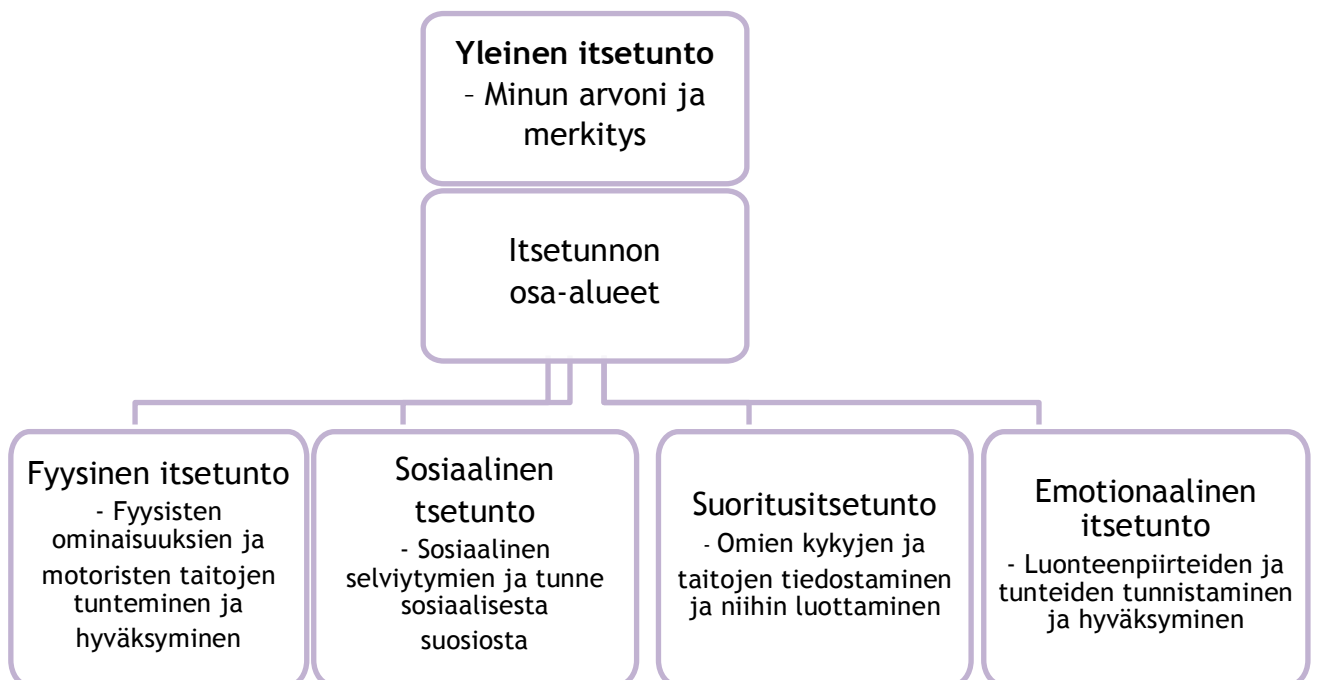 Yleinen itsetunto
– Minun arvoni ja
merkitys
Itsetunnon
osa-alueet
Fyysinen itsetunto
- Fyysisten
ominaisuuksien ja
motoristen taitojen
tunteminen ja
hyväksyminen
Sosiaalinen
tsetunto
- Sosiaalinen
selviytymien ja tunne
sosiaalisesta
suosiosta
Suoritusitsetunto
- Omien kykyjen ja
taitojen tiedostaminen
ja niihin luottaminen
Emotionaalinen
itsetunto
- Luonteenpiirteiden ja
tunteiden tunnistaminen
ja hyväksyminen